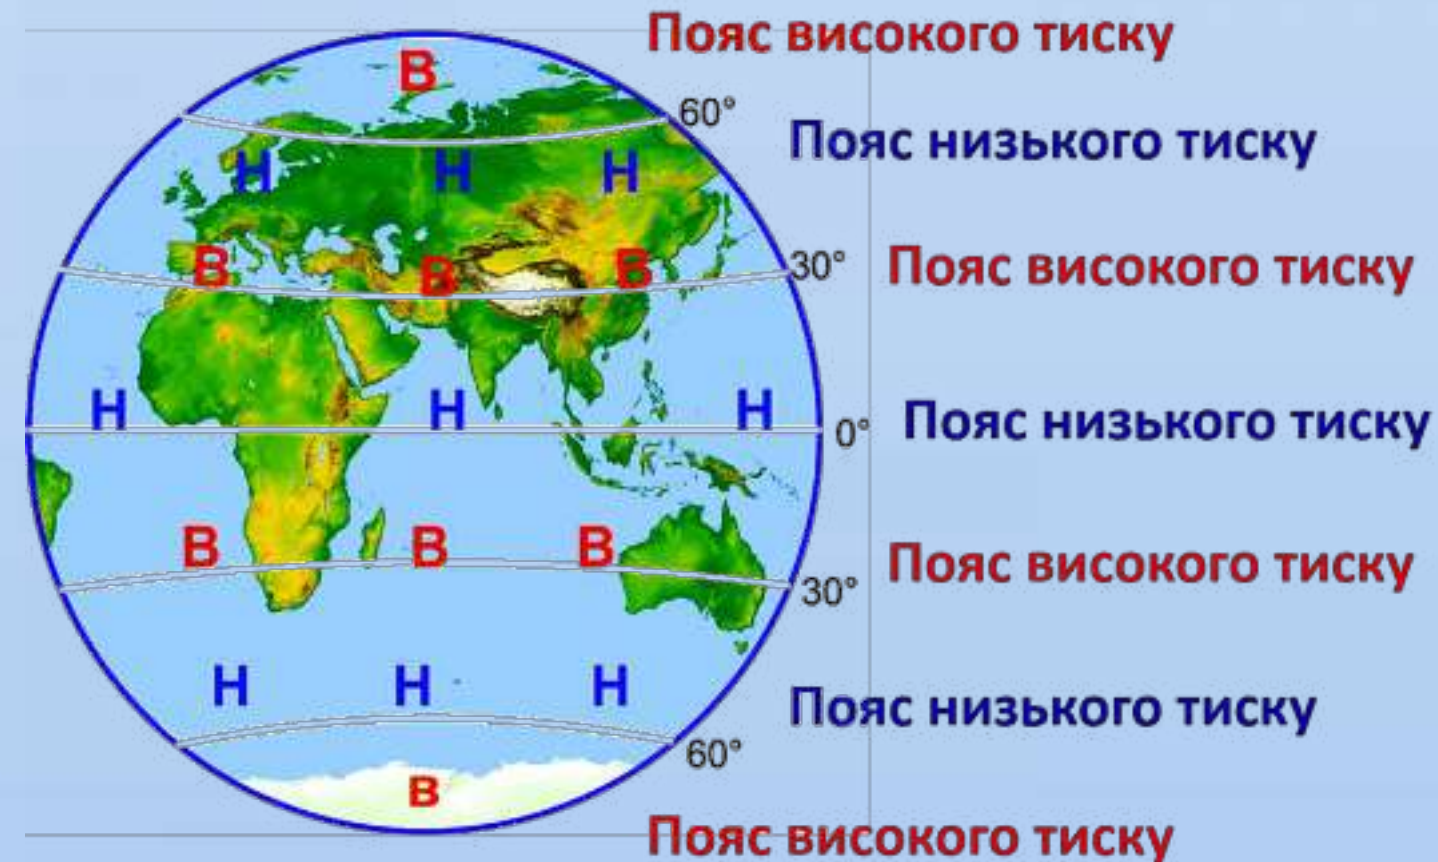 Пояс високого тиску
В
60°
Пояс низького тиску
Н Н Н
В В В
30°
Пояс високого тиску
Н Н Н
0°
Пояс низького тиску
В В В
30°
Пояс високого тиску
Н Н Н
Пояс низького тиску
60°
В
Пояс високого тиску